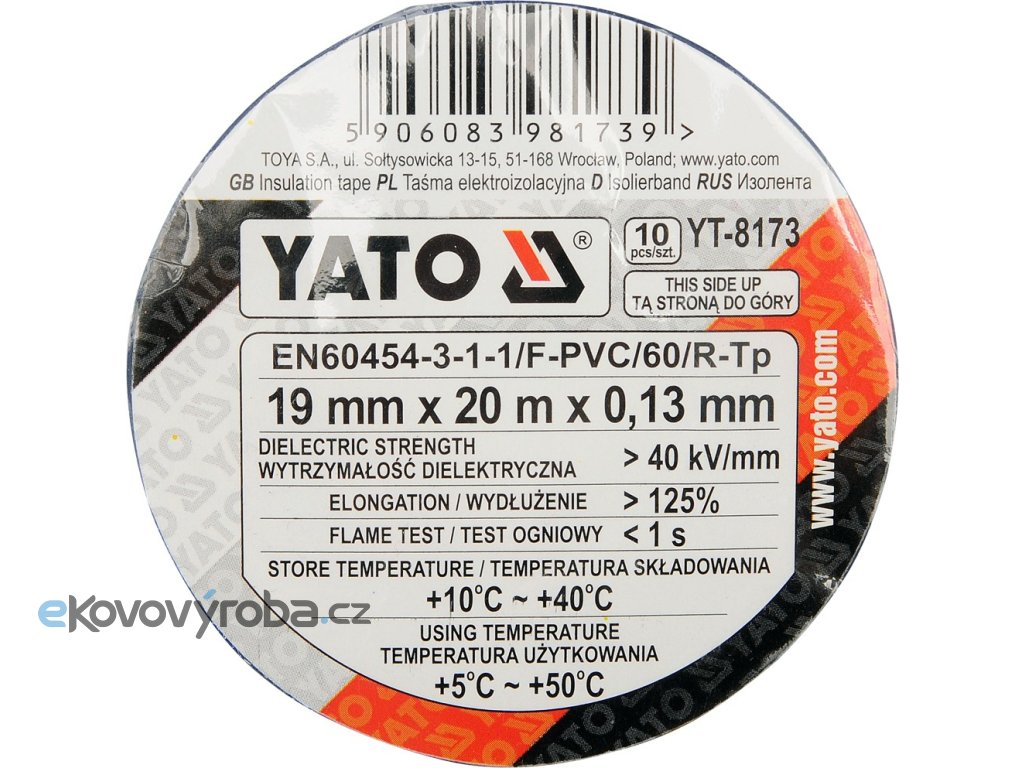 5 906083 981739 >
TOYA S.A., ul. Sołtysowicka 13-15, 51-168 Wrocław, Poland; www.yato.com
GB Insulation tape PL Taśma elektroizolacyjna D Isolierband RUS Изолента
YATO ®
10 pcs/szt.
YT-8173
THIS SIDE UP
TĄ STRONĄ DO GÓRY
EN60454-3-1-1/F-PVC/60/R-Tp
19 mm x 20 m x 0,13 mm
DIELECTRIC STRENGTH
WYTRZYMAŁOŚĆ DIELEKTRYCZNA > 40 kV/mm
ELONGATION / WYDŁUŻENIE > 125%
FLAME TEST / TEST OGNIOWY < 1 s
STORE TEMPERATURE / TEMPERATURA SKŁADOWANIA
+10°C ~ +40°C
USING TEMPERATURE
TEMPERATURA UŻYTKOWANIA
+5°C ~ +50°C
www.yato.com
ekovovýroba.cz